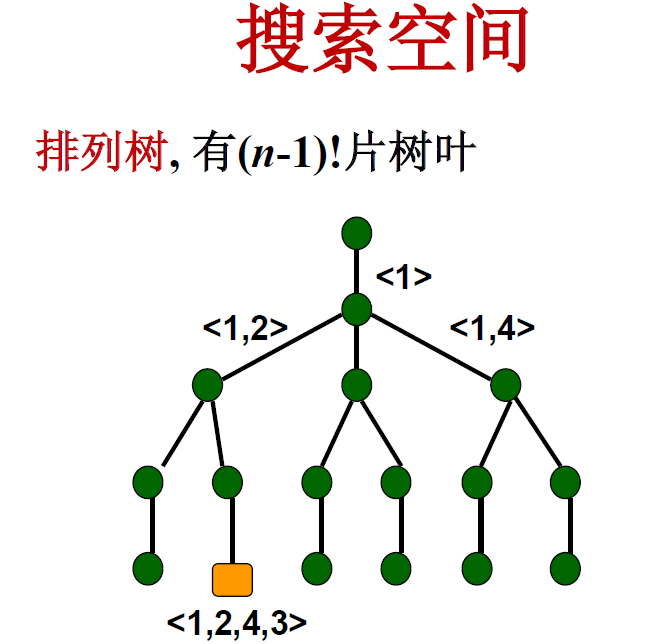 搜索空间
排列树, 有(n-1)!片树叶
<1>
<1,2>
<1,4>
<1,2,4,3>